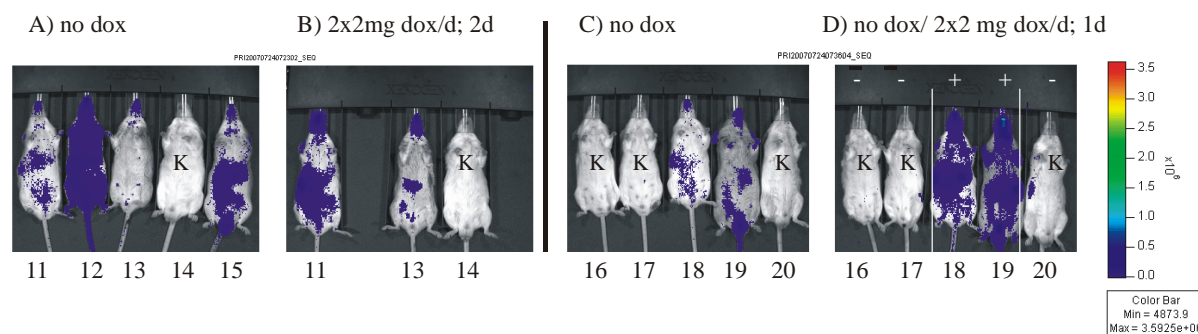 A) no dox
B) 2x2mg dox/d; 2d
C) no dox
D) no dox/ 2x2 mg dox/d; 1d
PRI20070724072302_SEQ
PRI20070724073604_SEQ
- - + + -
K
K
K K K
K K K
11 12 13 14 15
11 13 14
16 17 18 19 20
16 17 18 19 20
3.5
3.0
2.5
2.0
1.5
1.0
0.5
0.0
x10⁶
Color Bar
Min = 4873.9